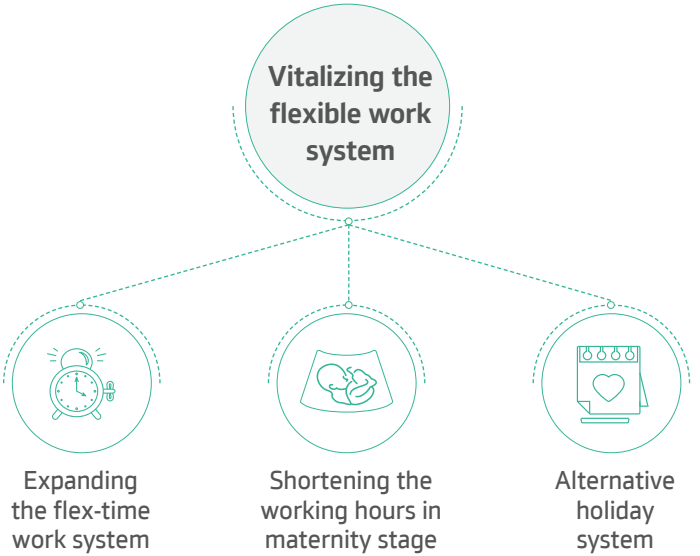 Vitalizing the
flexible work
system
Expanding
the flex-time
work system
Shortening the
working hours in
maternity stage
Alternative
holiday
system